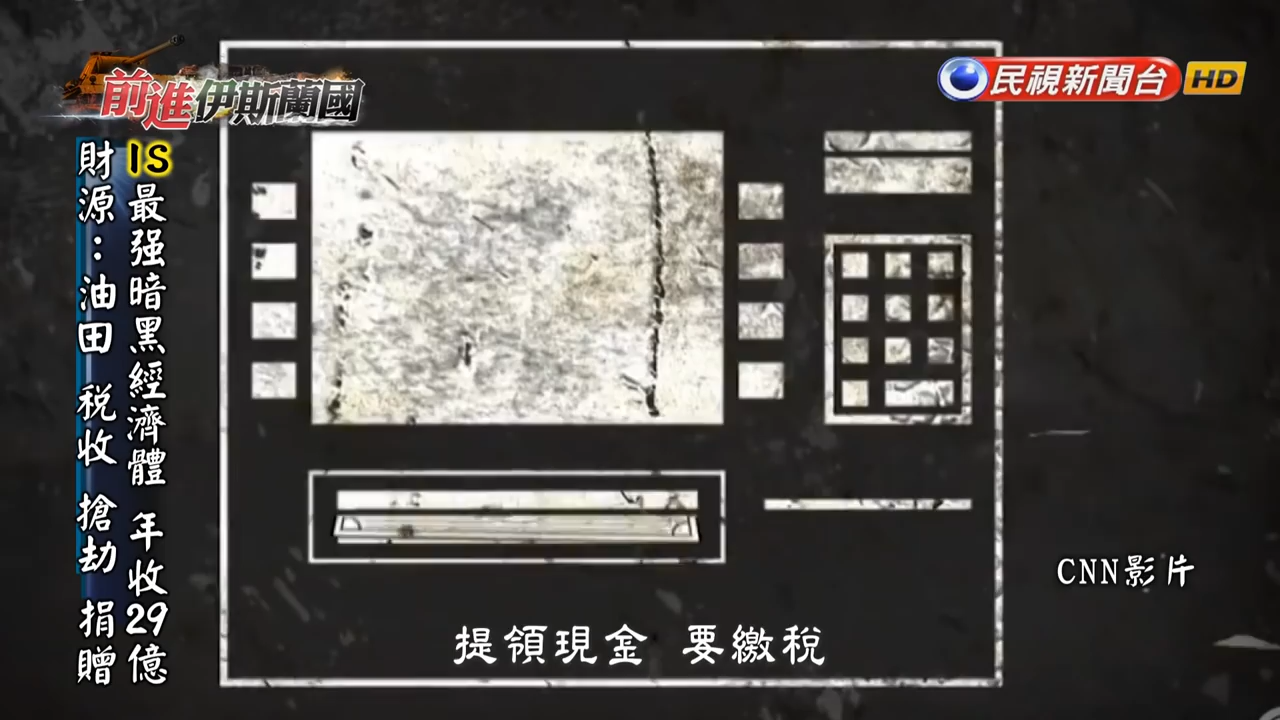 前進伊斯蘭國
民視新聞台 HD
IS最強暗黑經濟體 年收29億
財源：油田 稅收 搶劫 捐贈
CNN影片
提領現金 要繳稅